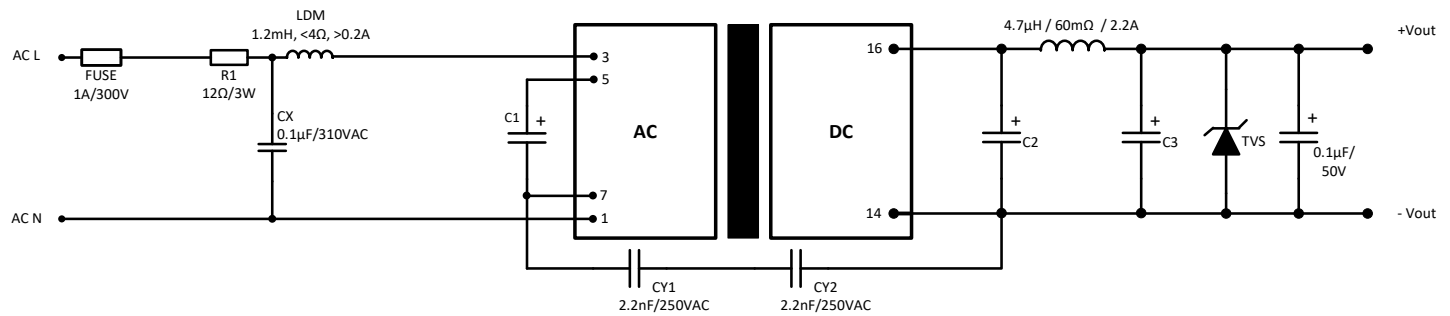 LDM
1.2mH, <4Ω, >0.2A
4.7µH / 60mΩ / 2.2A
+Vout
AC L
FUSE
1A/300V
R1
12Ω/3W
3
5
16
CX
0.1µF/310VAC
C1
+
AC
DC
+
C2
+
C3
TVS
+
0.1µF/
50V
7
1
14
AC N
- Vout
CY1
2.2nF/250VAC
CY2
2.2nF/250VAC